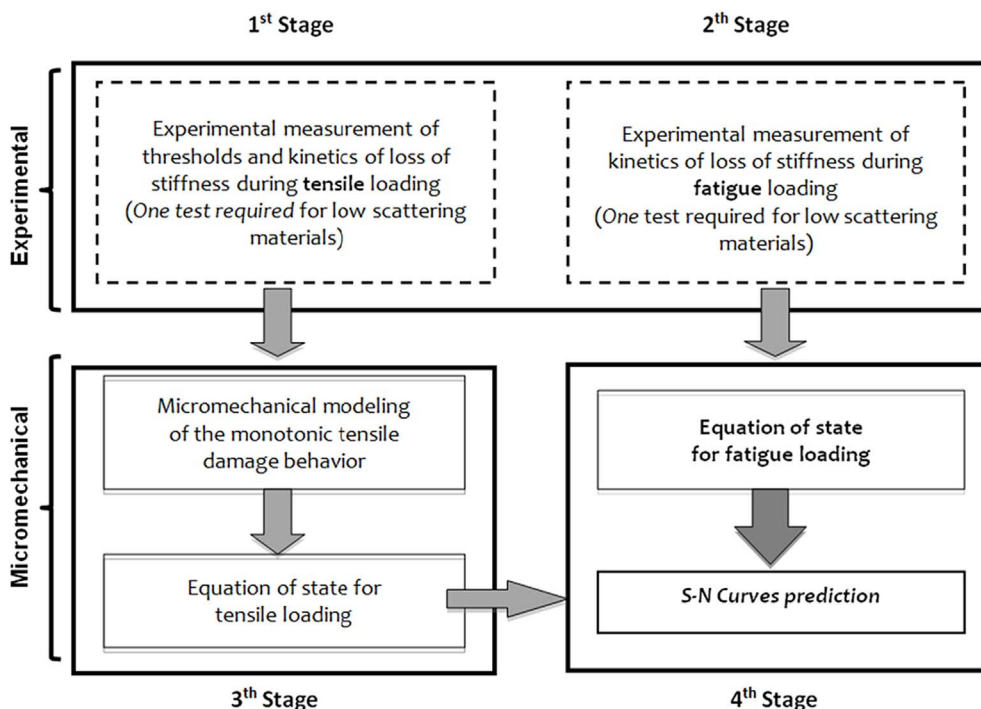 1st Stage
2th Stage
Experimental
Experimental measurement of
thresholds and kinetics of loss of
stiffness during tensile loading
(One test required for low scattering
materials)
Experimental measurement of
kinetics of loss of stiffness during
fatigue loading
(One test required for low scattering
materials)
Micromechanical
Micromechanical modeling
of the monotonic tensile
damage behavior
Equation of state for
tensile loading
Equation of state
for fatigue loading
S-N Curves prediction
3th Stage
4th Stage